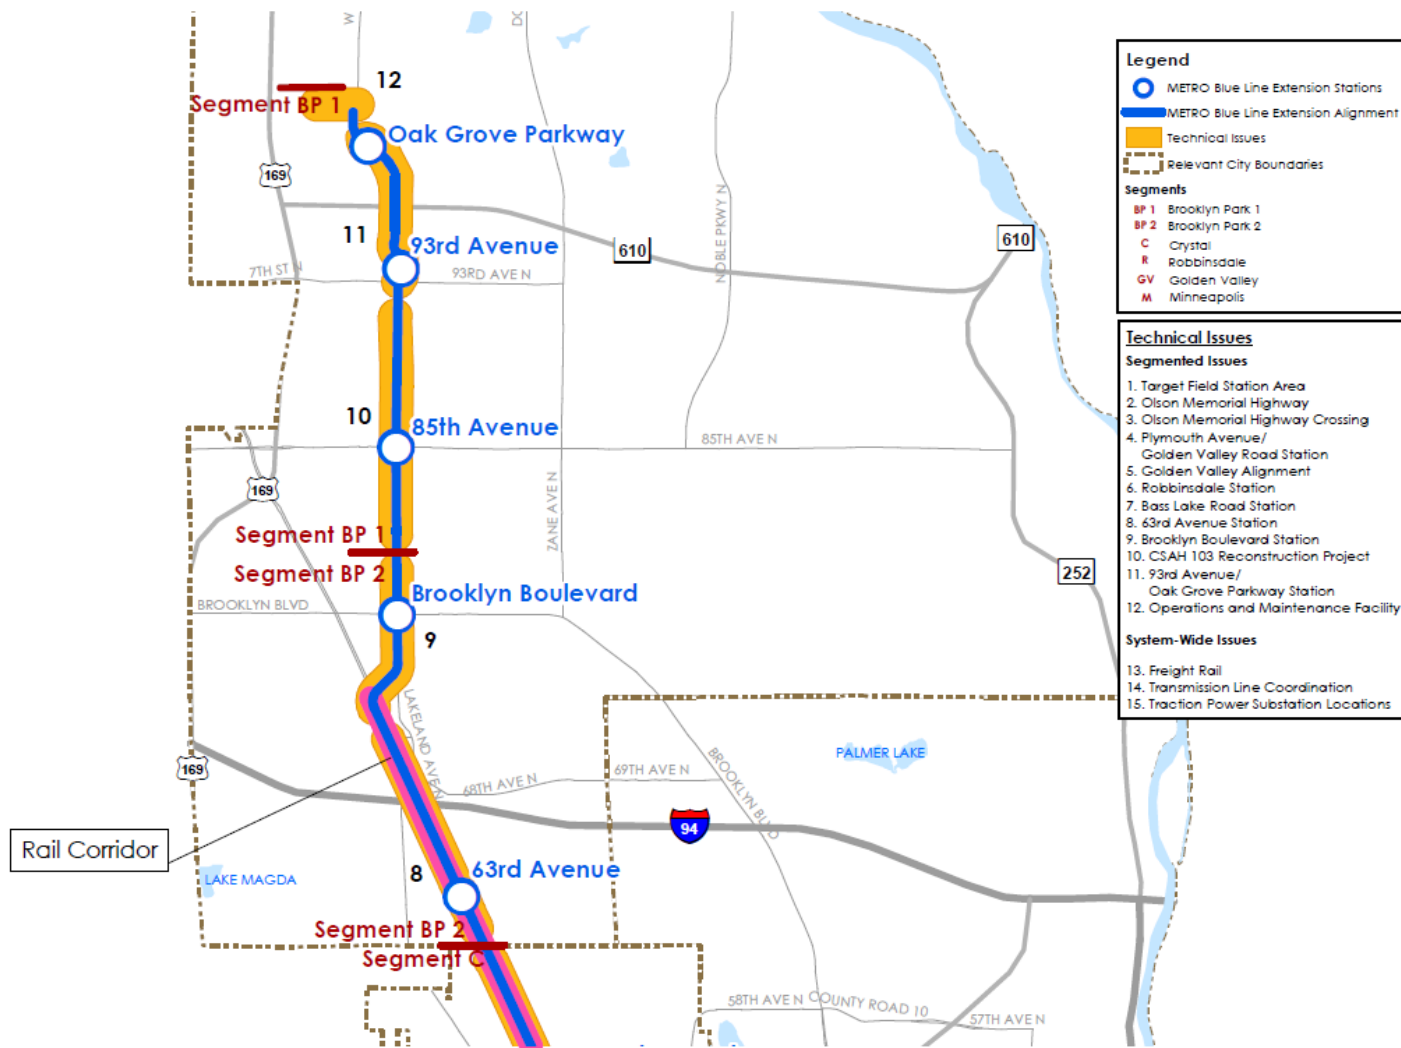 W
DO
12
Segment BP 1
Oak Grove Parkway
169
11
93rd Avenue
610
610
7TH ST N
93RD AVE N
NOBLE PKWY N
10
85th Avenue
85TH AVE N
169
ZANE AVE N
Segment BP 1
Segment BP 2
Brooklyn Boulevard
BROOKLYN BLVD
252
9
LAKELAND AVE N
169
68TH AVE N
69TH AVE N
BROOKLYN BLVD
PALMER LAKE
94
Rail Corridor
LAKE MAGDA
8
63rd Avenue
Segment BP 2
Segment C
58TH AVE N
COUNTY ROAD 10
57TH AVE N
Legend
METRO Blue Line Extension Stations
METRO Blue Line Extension Alignment
Technical Issues
Relevant City Boundaries
Segments
BP 1 Brooklyn Park 1
BP 2 Brooklyn Park 2
C Crystal
R Robbinsdale
GV Golden Valley
M Minneapolis
Technical Issues
Segmented Issues
1. Target Field Station Area
2. Olson Memorial Highway
3. Olson Memorial Highway Crossing
4. Plymouth Avenue/
Golden Valley Road Station
5. Golden Valley Alignment
6. Robbinsdale Station
7. Bass Lake Road Station
8. 63rd Avenue Station
9. Brooklyn Boulevard Station
10. CSAH 103 Reconstruction Project
11. 93rd Avenue/
Oak Grove Parkway Station
12. Operations and Maintenance Facility
System-Wide Issues
13. Freight Rail
14. Transmission Line Coordination
15. Traction Power Substation Locations